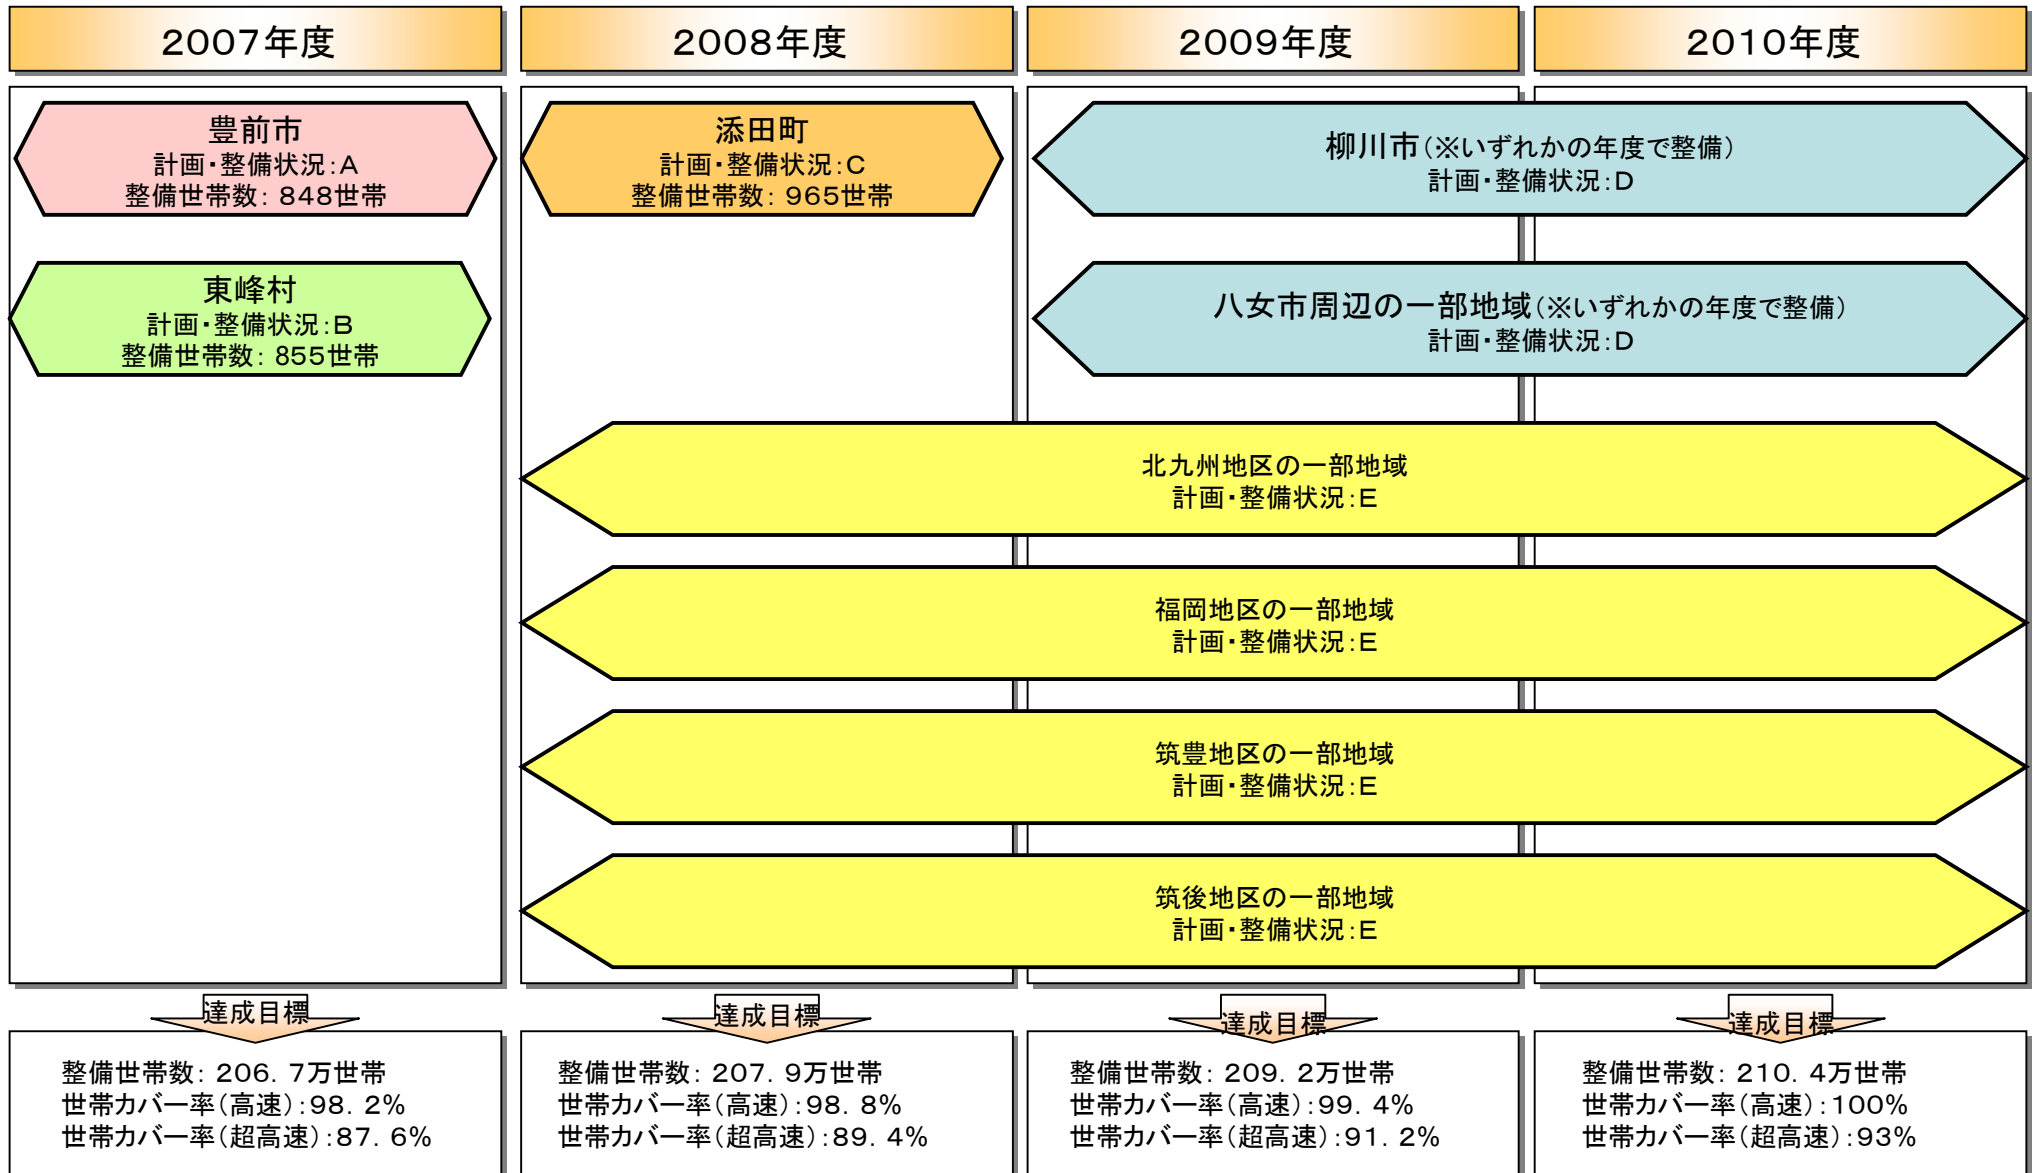 2007年度
2008年度
2009年度
2010年度
豊前市
計画・整備状況:A
整備世帯数: 848世帯
添田町
計画・整備状況:C
整備世帯数: 965世帯
柳川市(※いずれかの年度で整備)
計画・整備状況:D
東峰村
計画・整備状況:B
整備世帯数: 855世帯
八女市周辺の一部地域(※いずれかの年度で整備)
計画・整備状況:D
北九州地区の一部地域
計画・整備状況:E
福岡地区の一部地域
計画・整備状況:E
筑豊地区の一部地域
計画・整備状況:E
筑後地区の一部地域
計画・整備状況:E
達成目標
達成目標
達成目標
達成目標
整備世帯数: 206. 7万世帯
世帯カバー率(高速):98. 2%
世帯カバー率(超高速):87. 6%
整備世帯数: 207. 9万世帯
世帯カバー率(高速):98. 8%
世帯カバー率(超高速):89. 4%
整備世帯数: 209. 2万世帯
世帯カバー率(高速):99. 4%
世帯カバー率(超高速):91. 2%
整備世帯数: 210. 4万世帯
世帯カバー率(高速):100%
世帯カバー率(超高速):93%